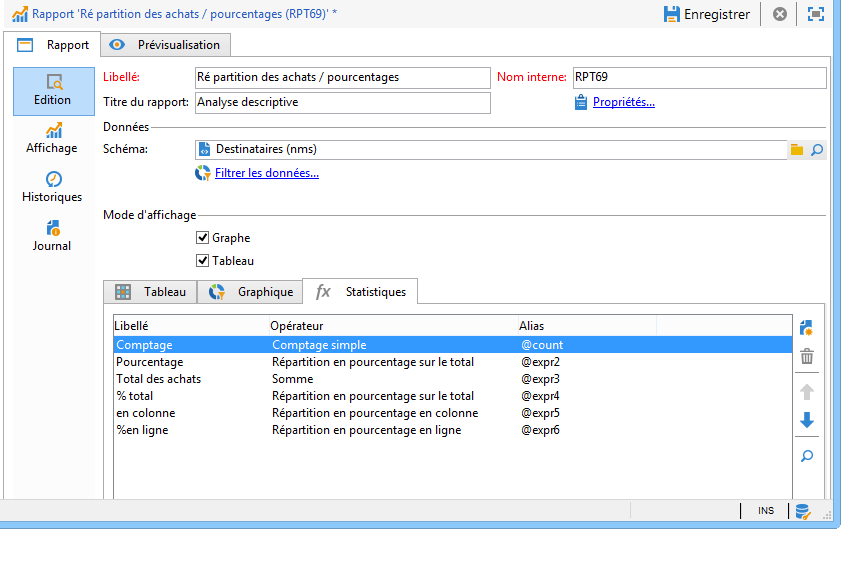 Rapport 'Ré partition des achats / pourcentages (RPT69)' *
Enregistrer
Rapport
Prévisualisation
Edition
Affichage
Historiques
Journal
Libellé: Ré partition des achats / pourcentages Nom interne: RPT69
Titre du rapport: Analyse descriptive Propriétés...
Données
Schéma: Destinataires (nms)
Filtrer les données...
Mode d'affichage
Graphe
Tableau
Tableau Graphique fx Statistiques
Libellé Opérateur Alias
Comptage Comptage simple @count
Pourcentage Répartition en pourcentage sur le total @expr2
Total des achats Somme @expr3
% total Répartition en pourcentage sur le total @expr4
en colonne Répartition en pourcentage en colonne @expr5
%en ligne Répartition en pourcentage en ligne @expr6
INS